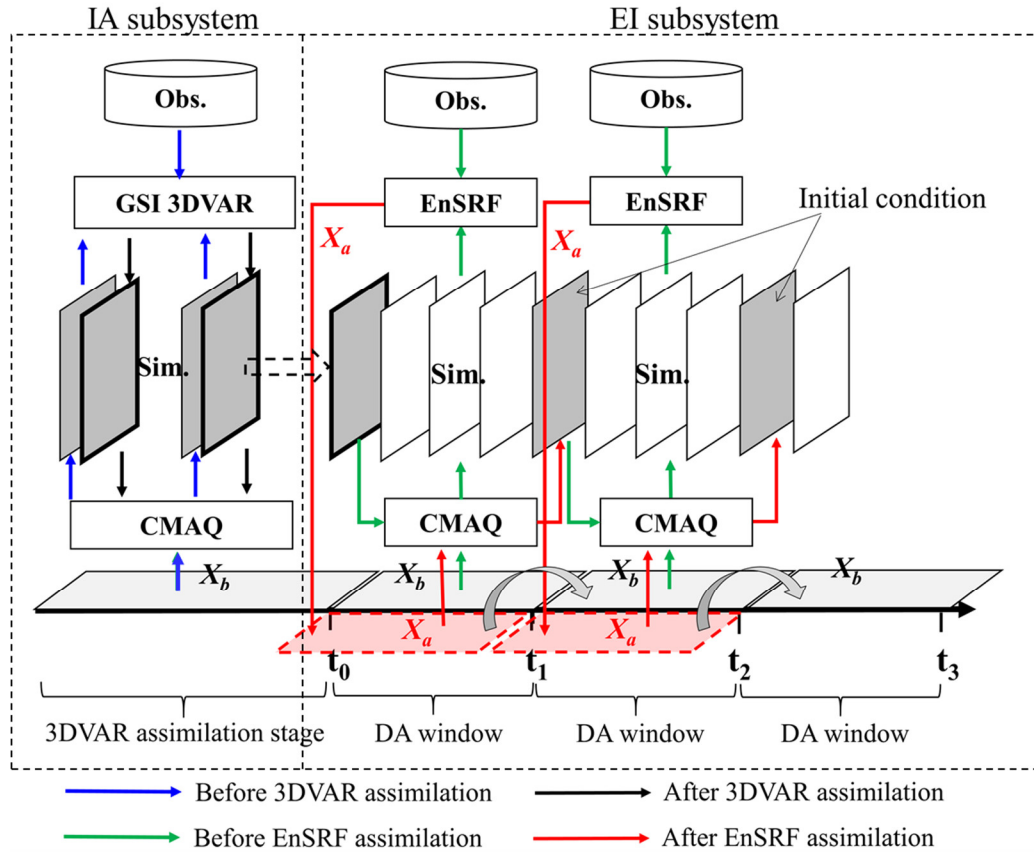 IA subsystem
EI subsystem
Obs.
Obs.
Obs.
GSI 3DVAR
EnSRF
EnSRF
Initial condition
Xa
Xa
Sim.
Sim.
Sim.
CMAQ
CMAQ
CMAQ
Xb
Xb
Xb
Xb
Xa
Xa
t0
t1
t2
t3
3DVAR assimilation stage
DA window
DA window
DA window
Before 3DVAR assimilation
After 3DVAR assimilation
Before EnSRF assimilation
After EnSRF assimilation